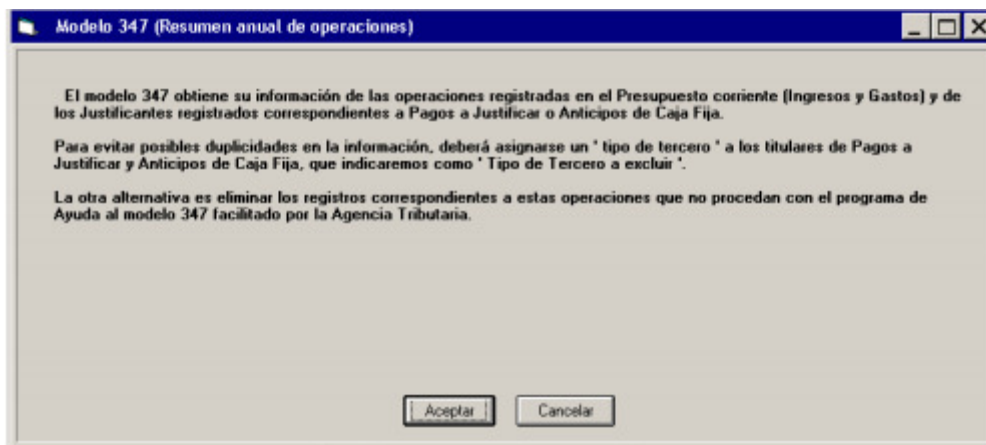 Modelo 347 (Resumen anual de operaciones)
El modelo 347 obtiene su información de las operaciones registradas en el Presupuesto corriente (Ingresos y Gastos) y de
los Justificantes registrados correspondientes a Pagos a Justificar o Anticipos de Caja Fija.
Para evitar posibles duplicidades en la información, deberá asignarse un ' tipo de tercero ' a los titulares de Pagos a
Justificar y Anticipos de Caja Fija, que indicaremos como ' Tipo de Tercero a excluir '.
La otra alternativa es eliminar los registros correspondientes a estas operaciones que no procedan con el programa de
Ayuda al modelo 347 facilitado por la Agencia Tributaria.
Aceptar Cancelar